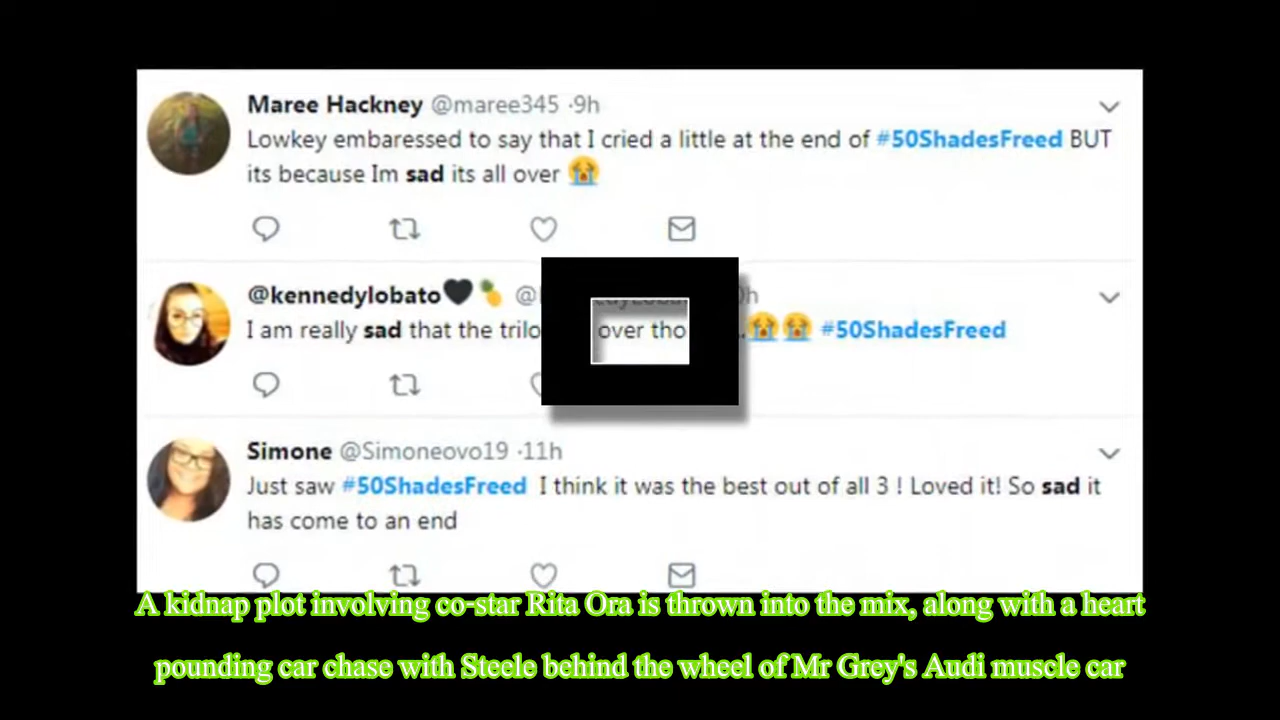 Maree Hackney @maree345 ·9h
Lowkey embaressed to say that I cried a little at the end of #50ShadesFreed BUT
its because Im sad its all over 😭
@kennedylobato🖤🍍 @
I am really sad that the trilo over tho ..😭😭 #50ShadesFreed
Simone @Simoneovo19 ·11h
Just saw #50ShadesFreed I think it was the best out of all 3 ! Loved it! So sad it
has come to an end
A kidnap plot involving co-star Rita Ora is thrown into the mix, along with a heart
pounding car chase with Steele behind the wheel of Mr Grey's Audi muscle car